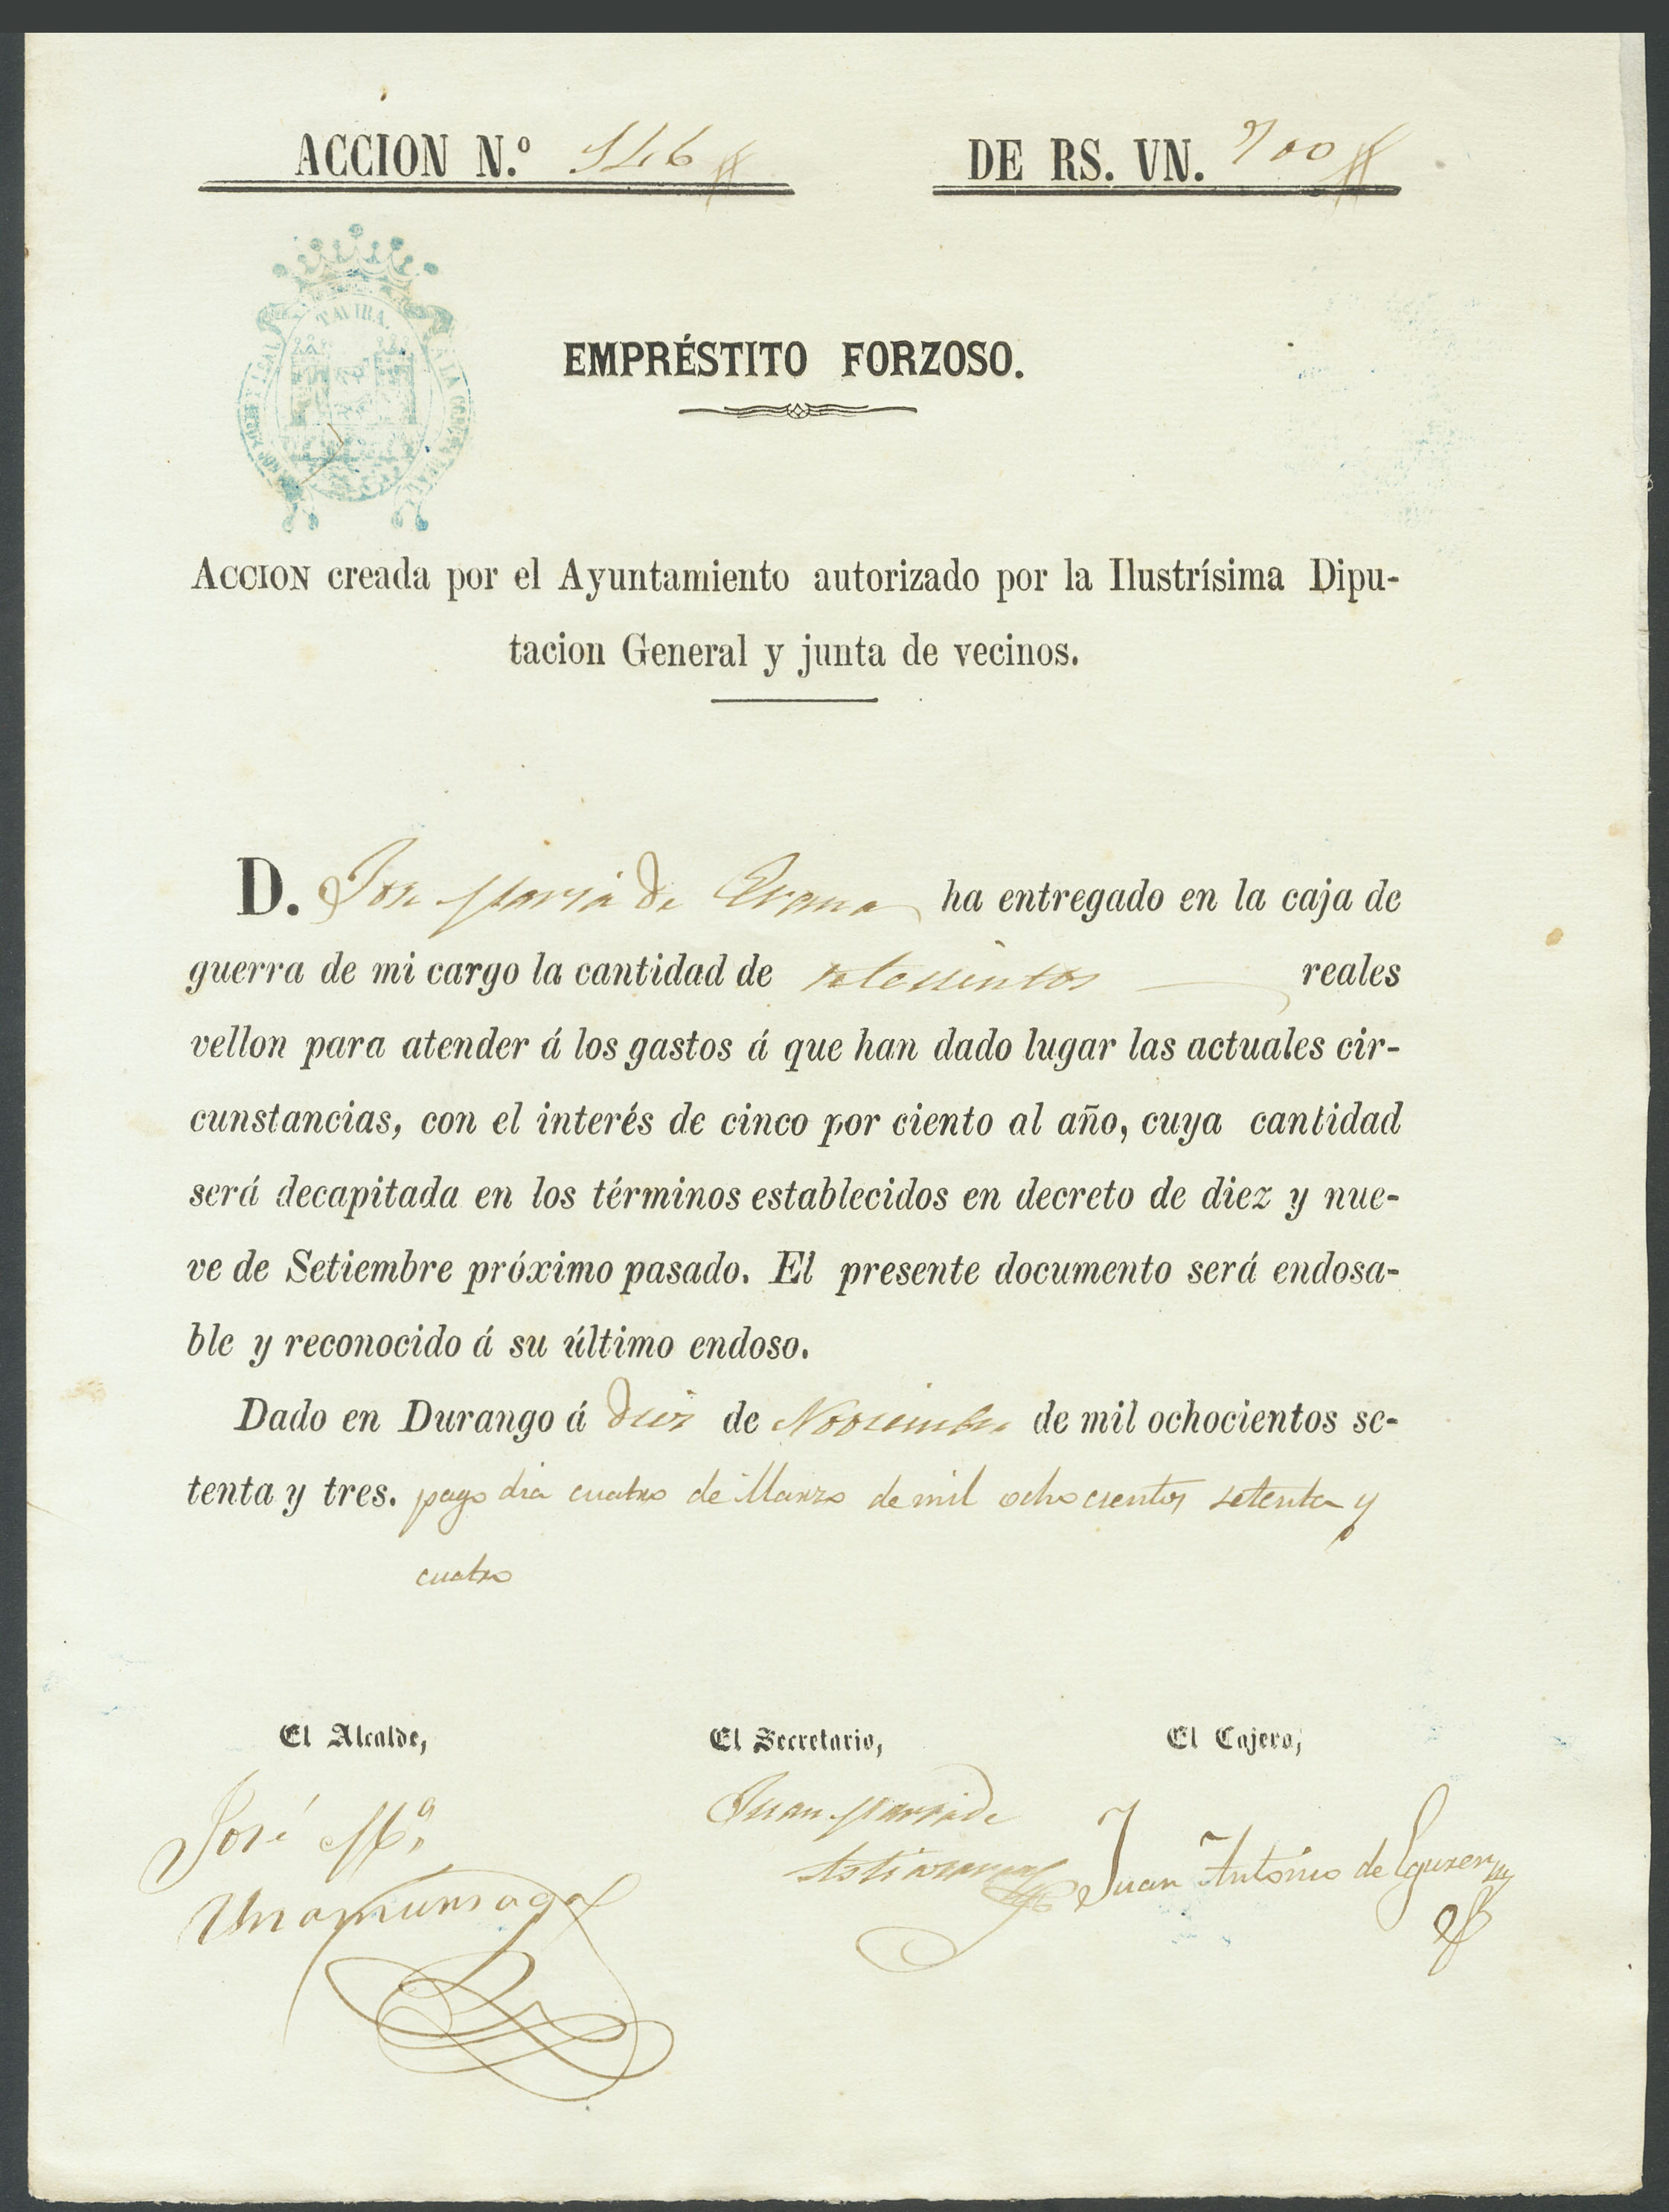 ACCION N.º 146
DE RS. VN. 700
TAVIRA.
EMPRÉSTITO FORZOSO.
ACCION creada por el Ayuntamiento autorizado por la Ilustrísima Dipu-
tacion General y junta de vecinos.
D. Jose Maria de ha entregado en la caja de
guerra de mi cargo la cantidad de setecientos reales
vellon para atender á los gastos á que han dado lugar las actuales cir-
cunstancias, con el interés de cinco por ciento al año, cuya cantidad
será decapitada en los términos establecidos en decreto de diez y nue-
ve de Setiembre próximo pasado. El presente documento será endosa-
ble y reconocido á su último endoso.
Dado en Durango á diez de Noviembre de mil ochocientos se-
tenta y tres. pago dia cuatro de Marzo de mil ochocientos setenta y
cuatro
El Alcalde,
El Secretario,
El Cajero,
José Mª
Unamunsaga
Juan Maria de
Juan Antonio de